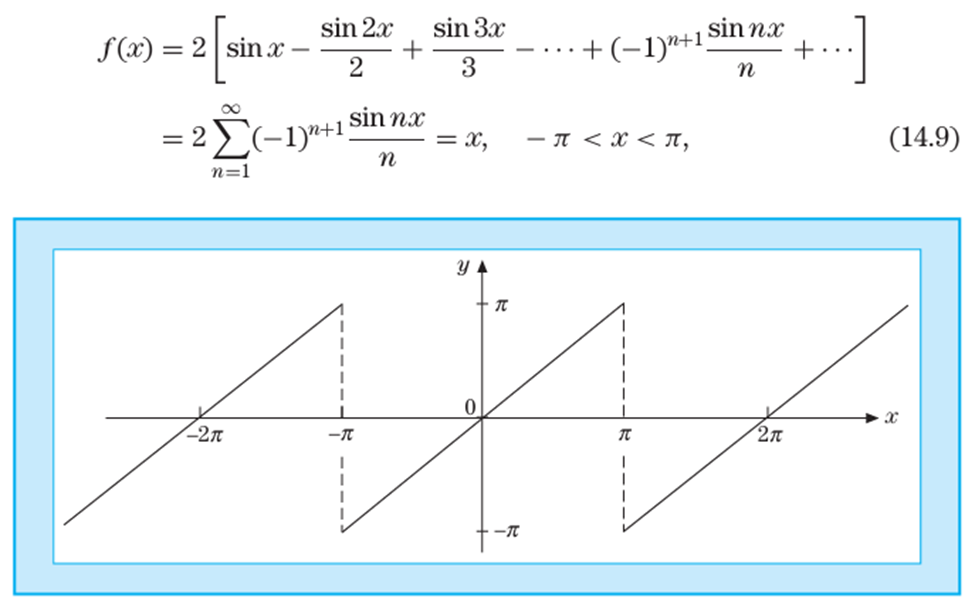 f(x) = 2 [ sin x − sin 2x / 2 + sin 3x / 3 − ⋯ + (−1)ⁿ⁺¹ sin nx / n + ⋯ ]
= 2 ∑_{n=1}^{∞} (−1)ⁿ⁺¹ sin nx / n = x, − π < x < π, (14.9)
y
π
0
−2π −π π 2π x
−π